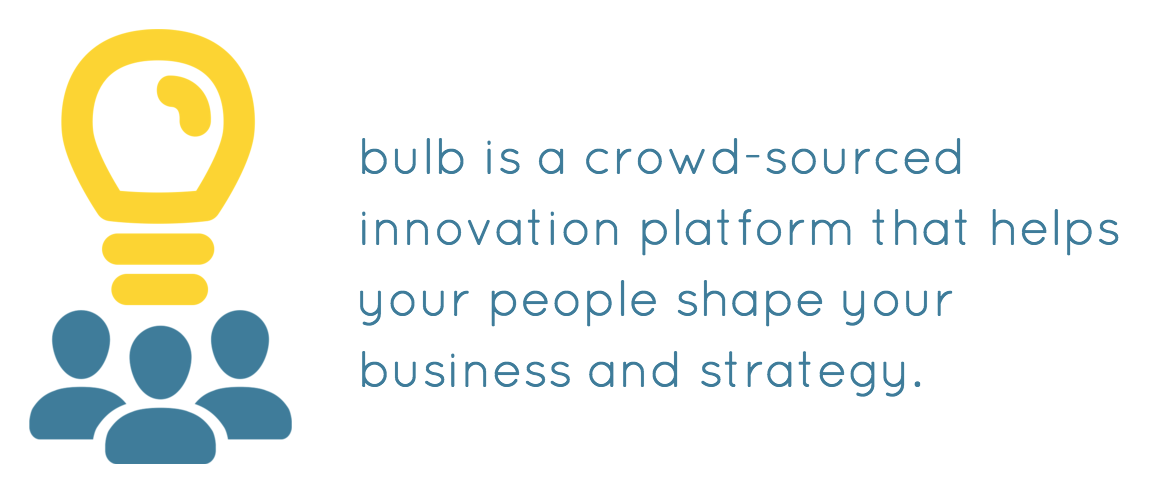 bulb is a crowd-sourced
innovation platform that helps
your people shape your
business and strategy.